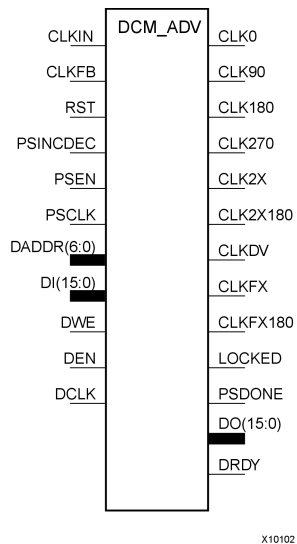 DCM_ADV
CLKIN
CLKFB
RST
PSINCDEC
PSEN
PSCLK
DADDR(6:0)
DI(15:0)
DWE
DEN
DCLK
CLK0
CLK90
CLK180
CLK270
CLK2X
CLK2X180
CLKDV
CLKFX
CLKFX180
LOCKED
PSDONE
DO(15:0)
DRDY
X10102